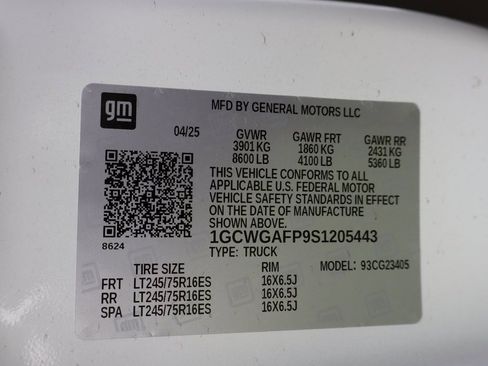 gm
MFD BY GENERAL MOTORS LLC
04/25 GVWR GAWR FRT GAWR RR
3901 KG 1860 KG 2431 KG
8600 LB 4100 LB 5360 LB
THIS VEHICLE CONFORMS TO ALL
APPLICABLE U.S. FEDERAL MOTOR
VEHICLE SAFETY STANDARDS IN EFFECT
ON THE DATE OF MANUFACTURE
SHOWN ABOVE.
1GCWGAFP9S1205443
8624
TYPE: TRUCK
TIRE SIZE RIM MODEL: 93CG23405
FRT LT245/75R16ES 16X6.5J
RR LT245/75R16ES 16X6.5J
SPA LT245/75R16ES 16X6.5J